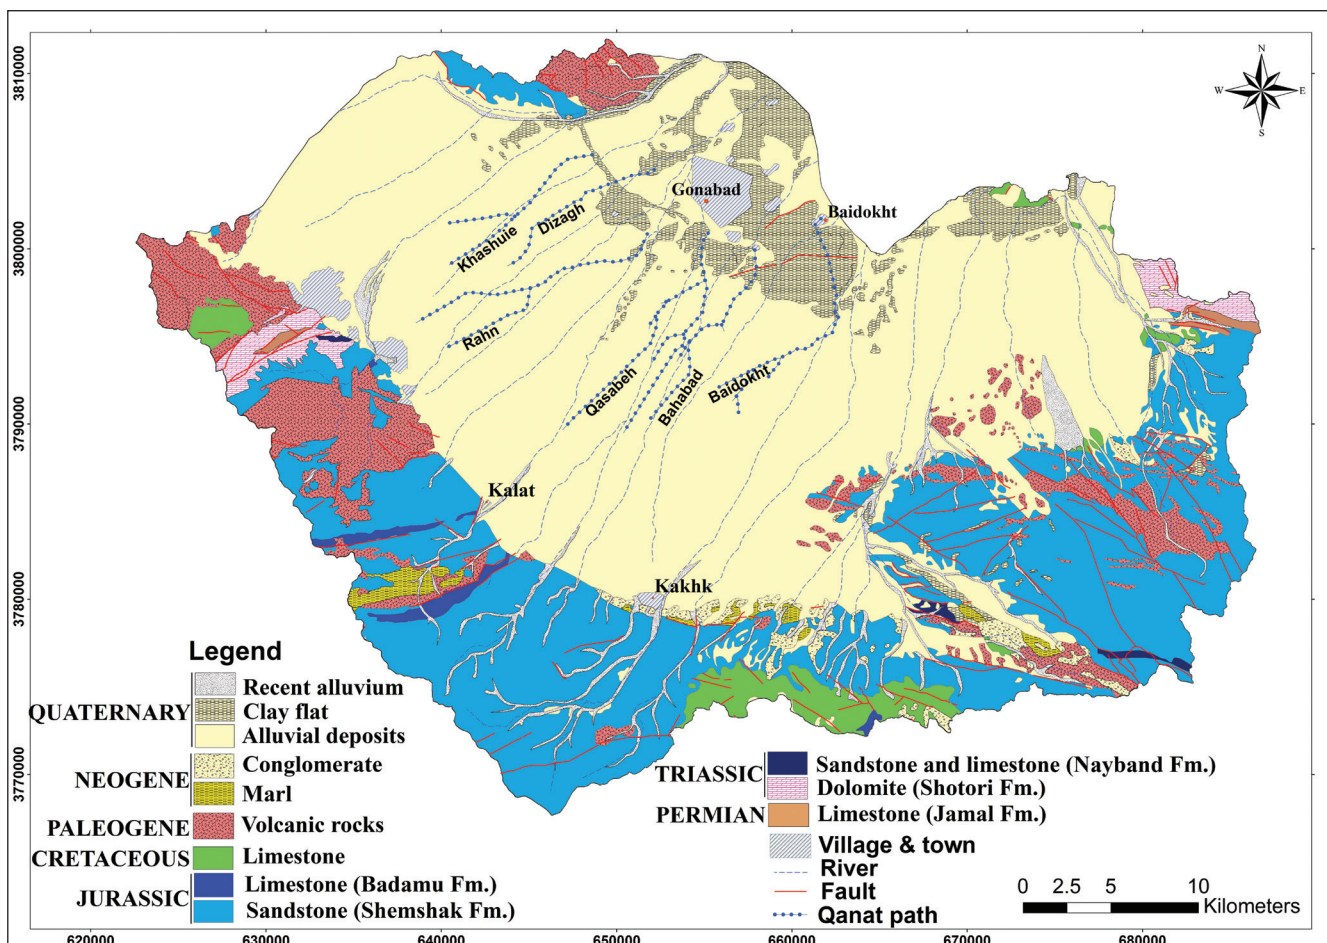 N
W
E
S
3810000
3800000
3790000
3780000
3770000
Gonabad
Baidokht
Khashuie
Dizagh
Rahn
Qasabeh
Bahabad
Baidokht
Kalat
Kakhk
Legend
QUATERNARY
Recent alluvium
Clay flat
Alluvial deposits
NEOGENE
Conglomerate
Marl
PALEOGENE
Volcanic rocks
CRETACEOUS
Limestone
JURASSIC
Limestone (Badamu Fm.)
Sandstone (Shemshak Fm.)
TRIASSIC
Sandstone and limestone (Nayband Fm.)
Dolomite (Shotori Fm.)
PERMIAN
Limestone (Jamal Fm.)
Village & town
River
Fault
Qanat path
0 2.5 5 10
Kilometers
620000 630000 640000 650000 660000 670000 680000